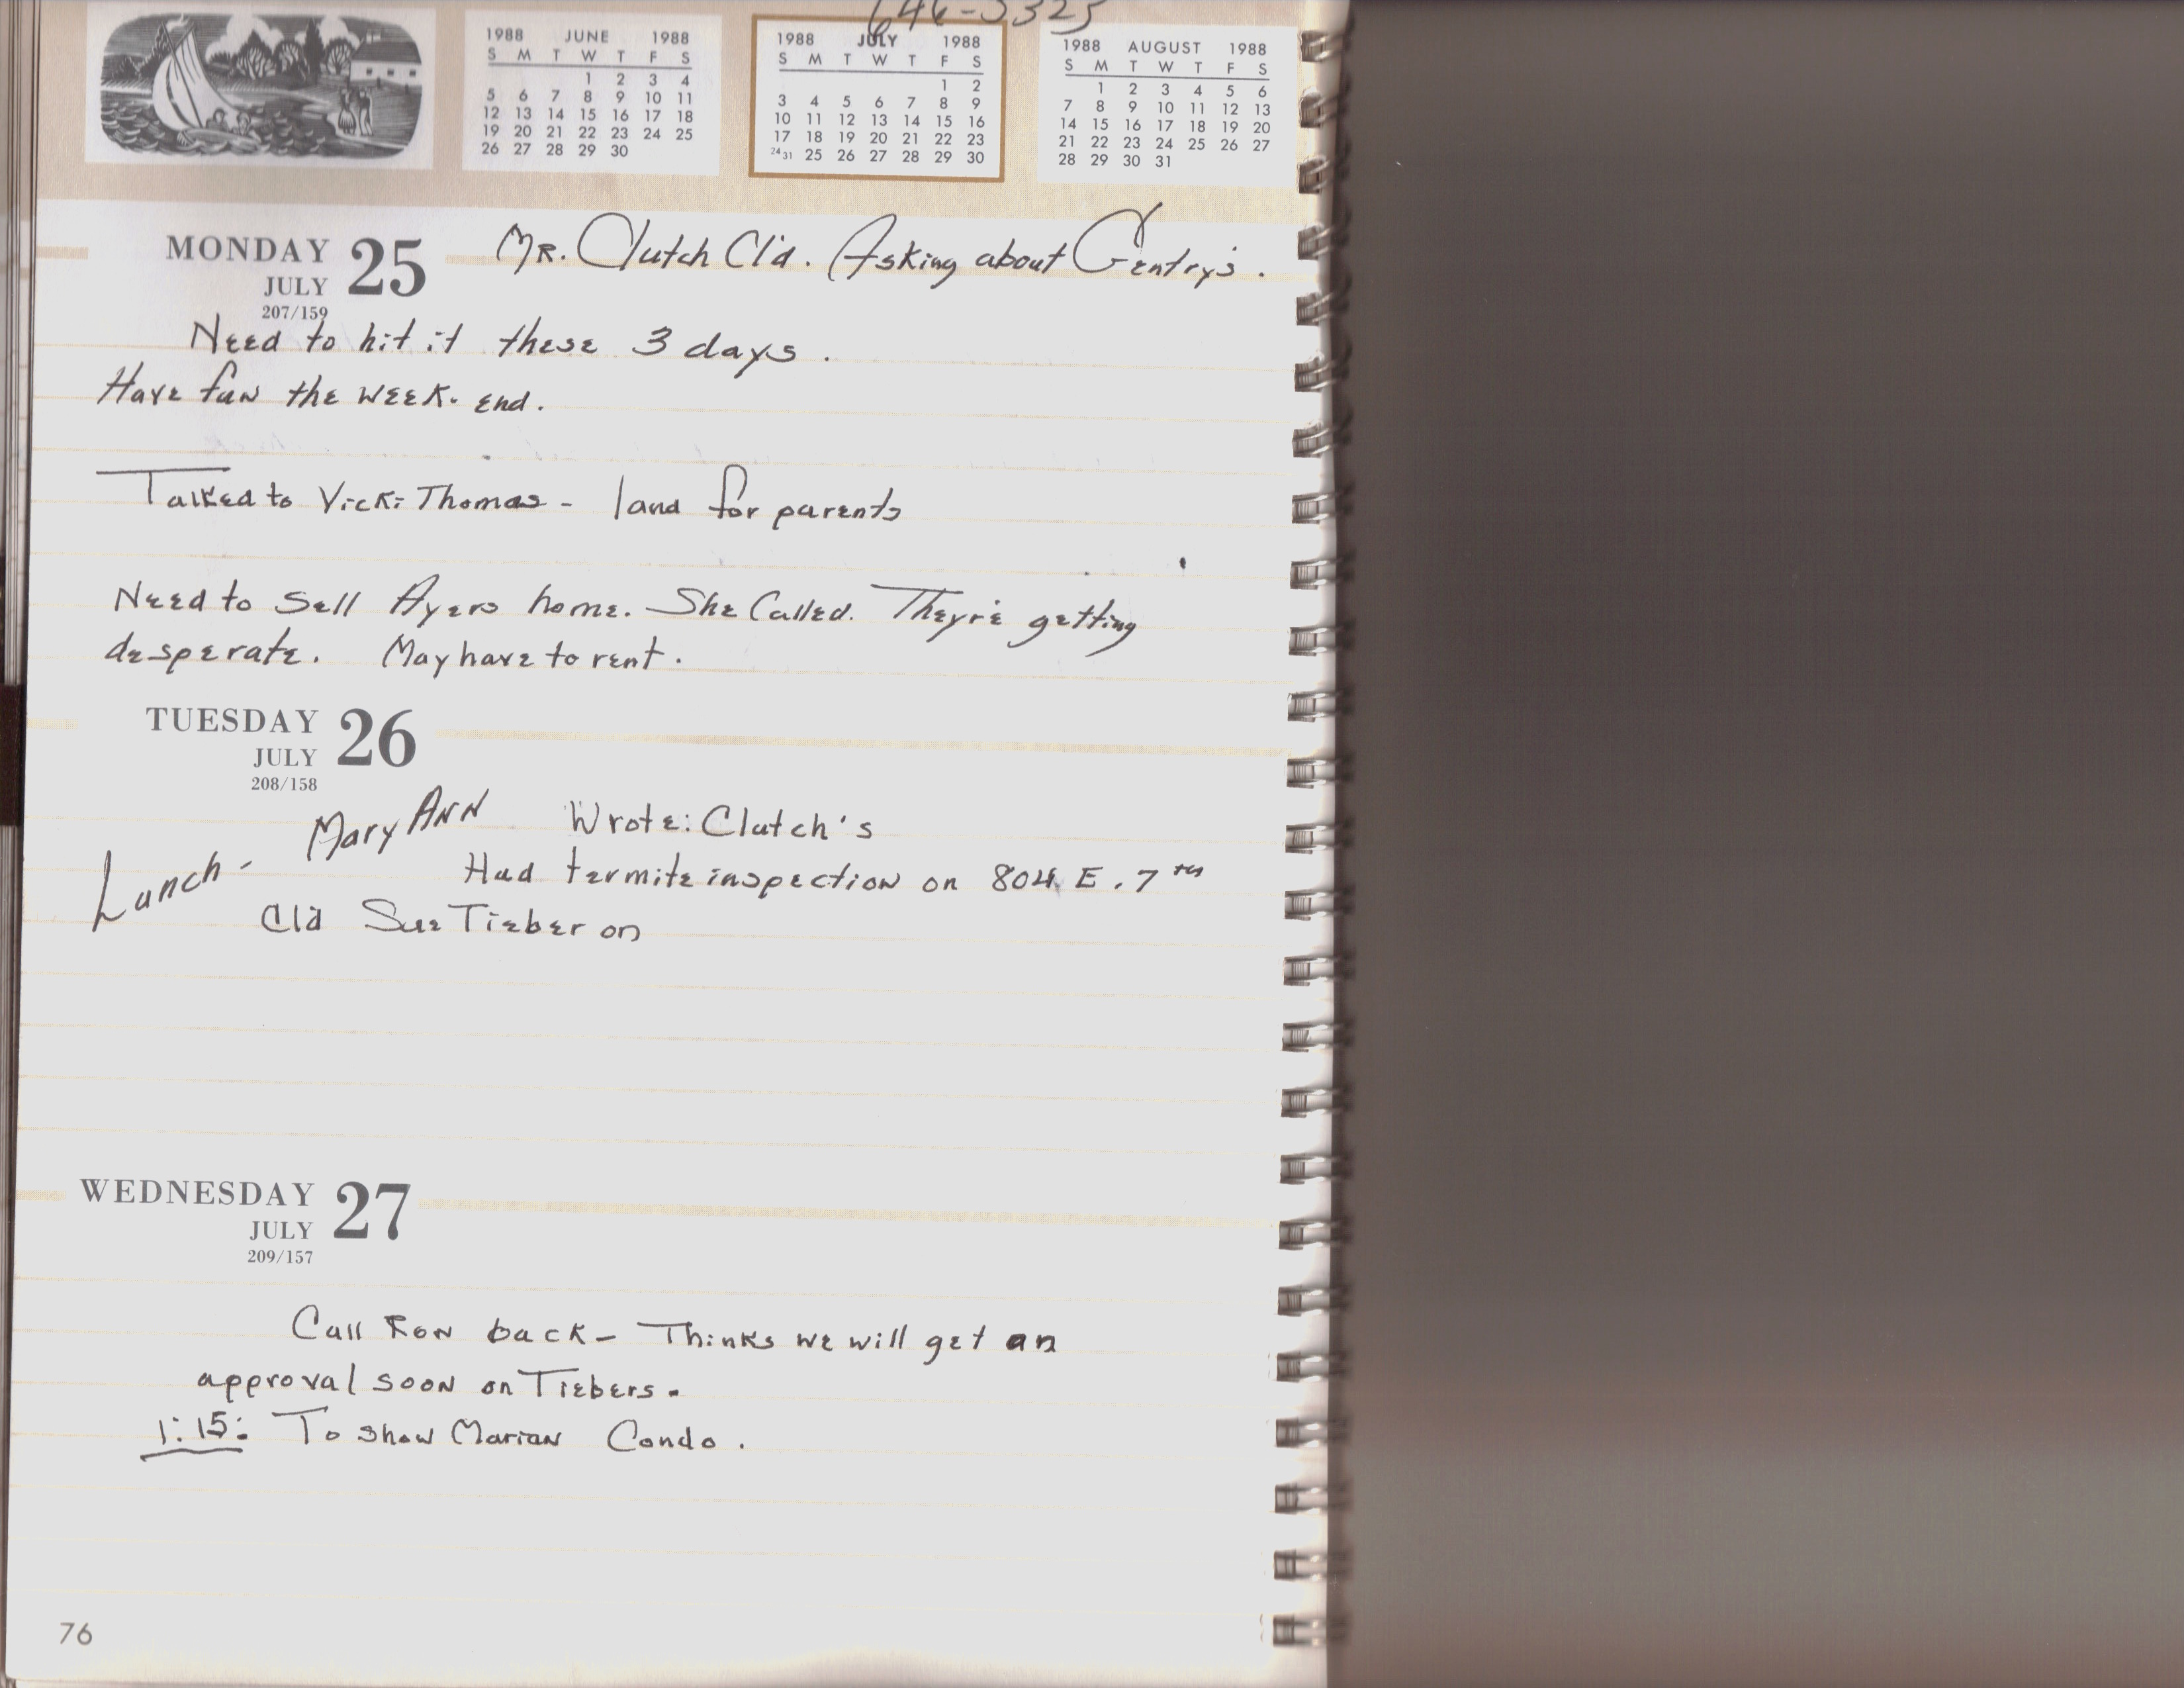 646-5325
1988 JUNE 1988
S M T W T F S
1 2 3 4
5 6 7 8 9 10 11
12 13 14 15 16 17 18
19 20 21 22 23 24 25
26 27 28 29 30
1988 JULY 1988
S M T W T F S
1 2
3 4 5 6 7 8 9
10 11 12 13 14 15 16
17 18 19 20 21 22 23
24 31 25 26 27 28 29 30
1988 AUGUST 1988
S M T W T F S
1 2 3 4 5 6
7 8 9 10 11 12 13
14 15 16 17 18 19 20
21 22 23 24 25 26 27
28 29 30 31
MONDAY 25
JULY
207/159
Mr. Clutch Cl'd. Asking about Gentry's.
Need to hit it these 3 days.
Have fun the week-end.
Talked to Vicki Thomas - land for parents
Need to sell Ayers home. She Called. They're getting
desperate. May have to rent.
TUESDAY 26
JULY
208/158
Lunch - Mary Ann
Wrote: Clutch's
Had termite inspection on 804 E. 7th
Cl'd Sue Tieber on
WEDNESDAY 27
JULY
209/157
Call Ron back - Thinks we will get an
approval soon on Tiebers.
1:15: To show Marian Condo.
76